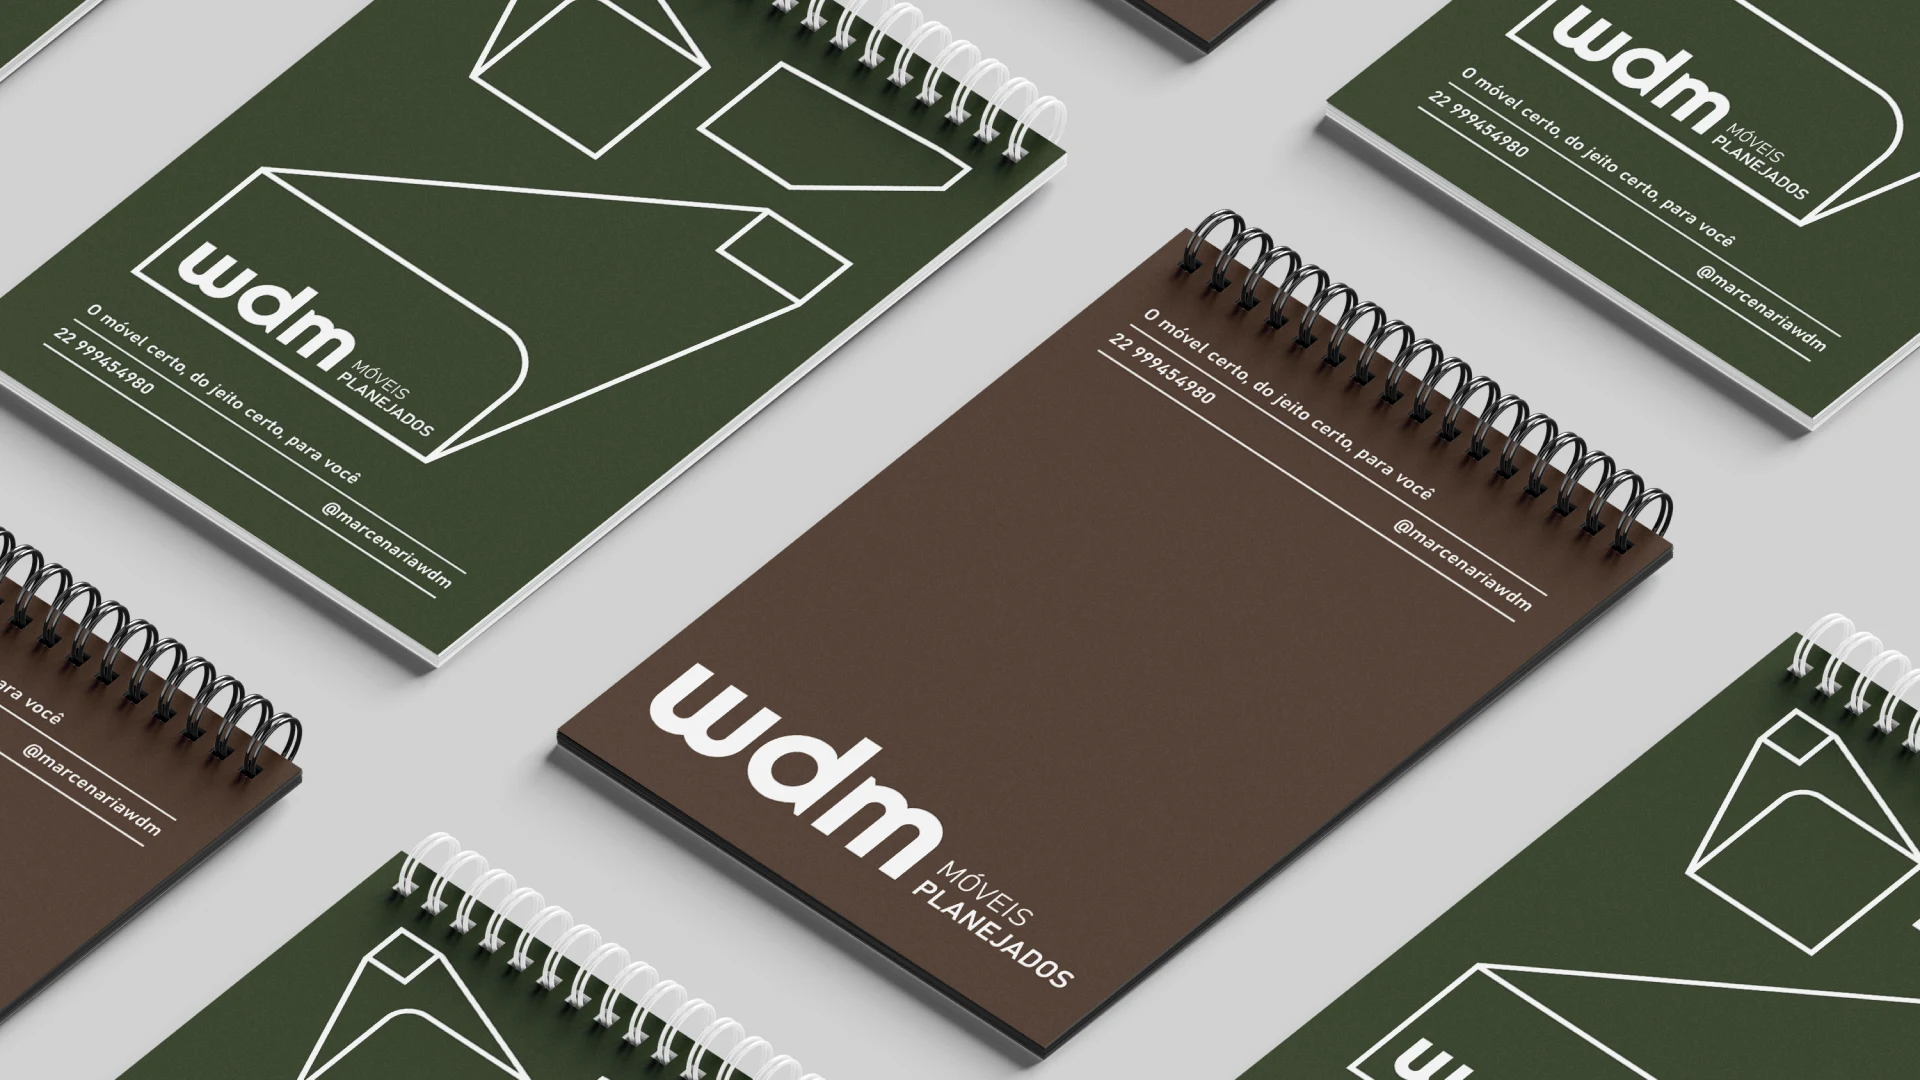 wdm
MÓVEIS
PLANEJADOS
O móvel certo, do jeito certo, para você
22 999454980
@marcenariawdm
wdm
MÓVEIS
PLANEJADOS
O móvel certo, do jeito certo, para você
22 999454980
@marcenariawdm
O móvel certo, do jeito certo, para você
22 999454980
@marcenariawdm
wdm
MÓVEIS
PLANEJADOS
para você
@marcenariawdm